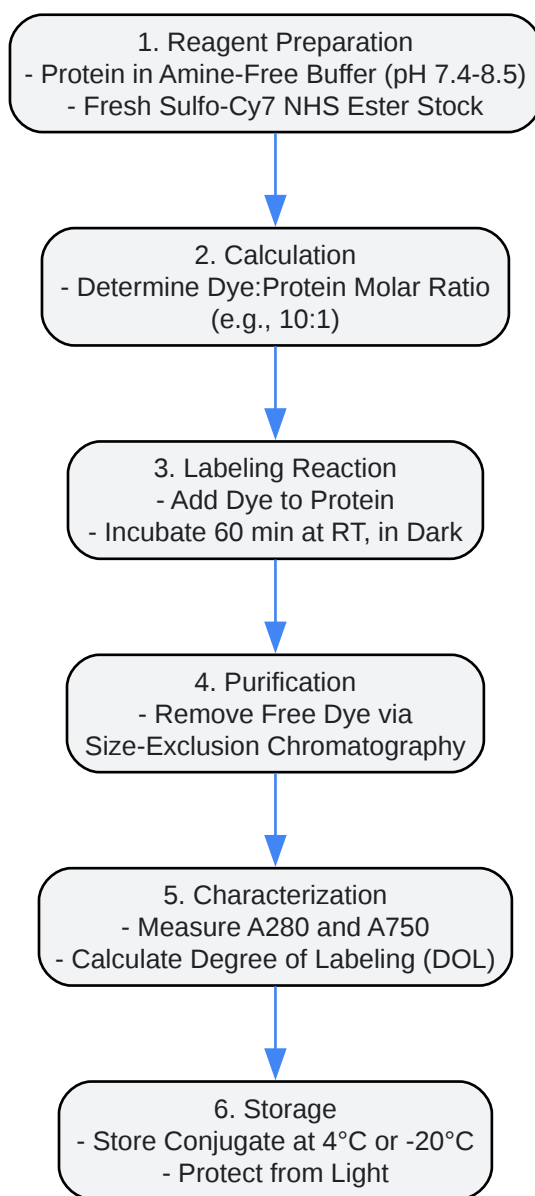 1. Reagent Preparation
- Protein in Amine-Free Buffer (pH 7.4-8.5)
- Fresh Sulfo-Cy7 NHS Ester Stock
2. Calculation
- Determine Dye:Protein Molar Ratio
(e.g., 10:1)
3. Labeling Reaction
- Add Dye to Protein
- Incubate 60 min at RT, in Dark
4. Purification
- Remove Free Dye via
Size-Exclusion Chromatography
5. Characterization
- Measure A280 and A750
- Calculate Degree of Labeling (DOL)
6. Storage
- Store Conjugate at 4°C or -20°C
- Protect from Light